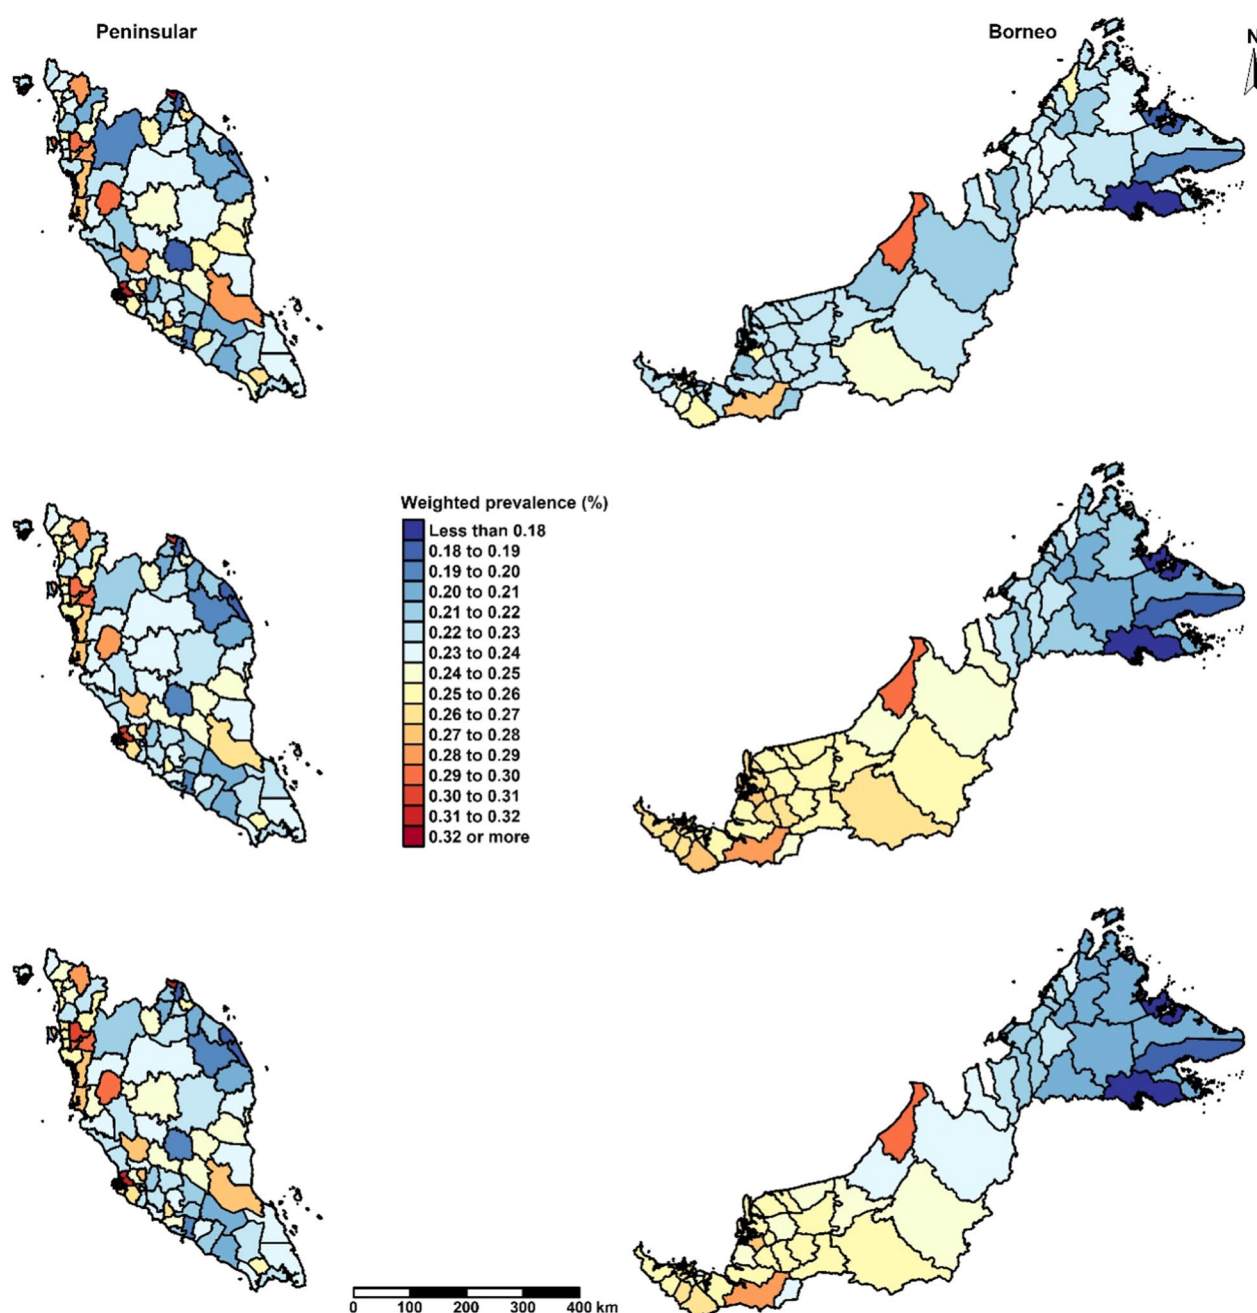 Peninsular
Borneo
N
Weighted prevalence (%)
Less than 0.18
0.18 to 0.19
0.19 to 0.20
0.20 to 0.21
0.21 to 0.22
0.22 to 0.23
0.23 to 0.24
0.24 to 0.25
0.25 to 0.26
0.26 to 0.27
0.27 to 0.28
0.28 to 0.29
0.29 to 0.30
0.30 to 0.31
0.31 to 0.32
0.32 or more
0 100 200 300 400 km